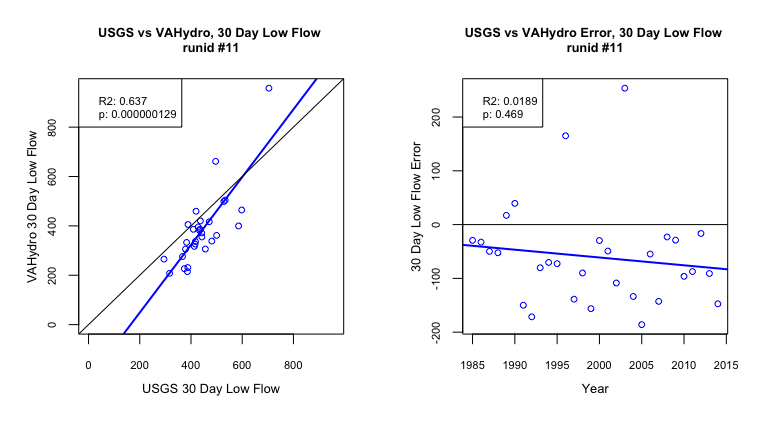 USGS vs VAHydro, 30 Day Low Flow
runid #11
R2: 0.637
p: 0.000000129
VAHydro 30 Day Low Flow
0
200
400
600
800
0
200
400
600
800
USGS 30 Day Low Flow
USGS vs VAHydro Error, 30 Day Low Flow
runid #11
R2: 0.0189
p: 0.469
30 Day Low Flow Error
-200
-100
0
100
200
1985
1990
1995
2000
2005
2010
2015
Year